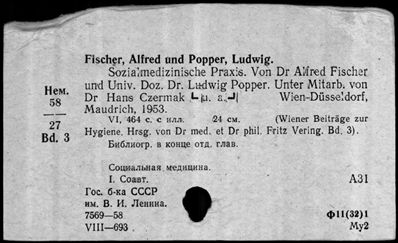 Fischer, Alfred und Popper, Ludwig.
Sozialmedizinische Praxis. Von Dr Alfred Fischer
und Univ. Doz. Dr. Ludwig Popper. Unter Mitarb. von
Dr Hans Czermak [u. a.] Wien-Düsseldorf,
Maudrich, 1953.
VI, 464 с. с илл. 24 см. (Wiener Beiträge zur
Hygiene. Hrsg. von Dr med. et Dr phil. Fritz Vering. Bd. 3).
Библиогр. в конце отд. глав.
Нем.
58
27
Bd. 3
Социальная медицина.
I. Соавт.
А31
Гос. б-ка СССР
им. В. И. Ленина.
7569—58
VIII—693
Ф11(32)1
Му2